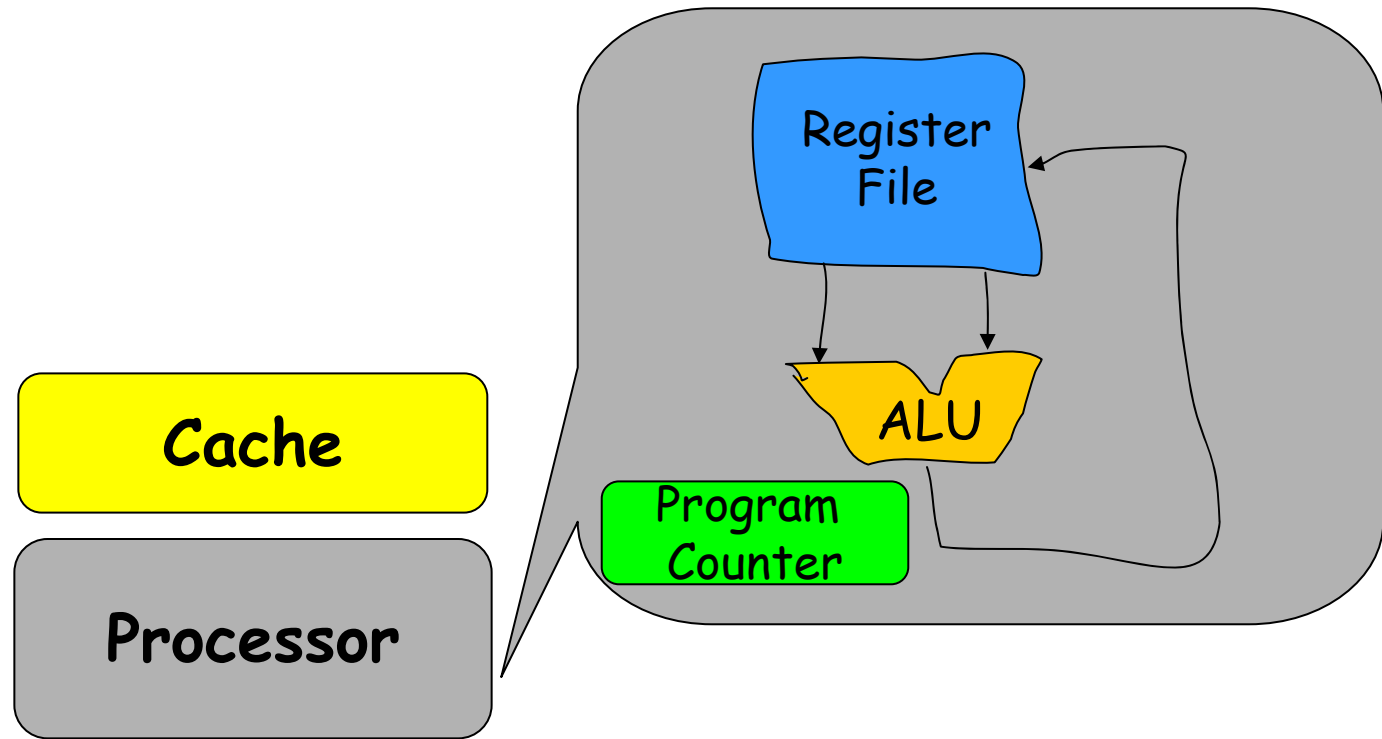 Register
File
ALU
Program
Counter
Cache
Processor